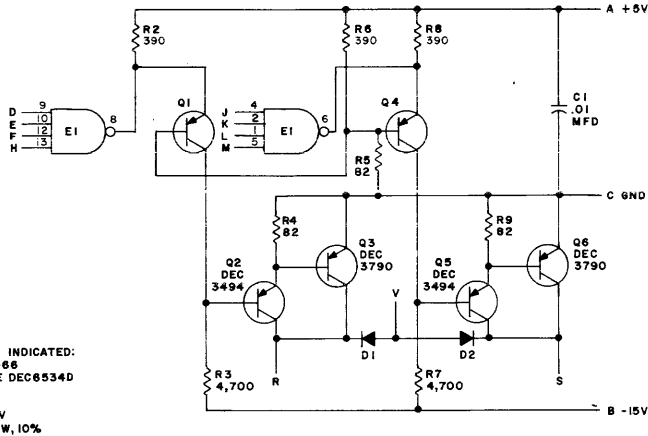 A +5V
R2
390
R6
390
R8
390
D 9
E 10
F 12
H 13
E1
8
Q1
J 4
K 2
L 1
M 5
E1
6
Q4
C1
.01
MFD
R5
82
C GND
R4
82
Q3
DEC
3790
R9
82
Q6
DEC
3790
Q2
DEC
3494
Q5
DEC
3494
V
D1
D2
R
S
INDICATED:
66
E DEC6534D
R3
4,700
R7
4,700
V
W, 10%
B -15V